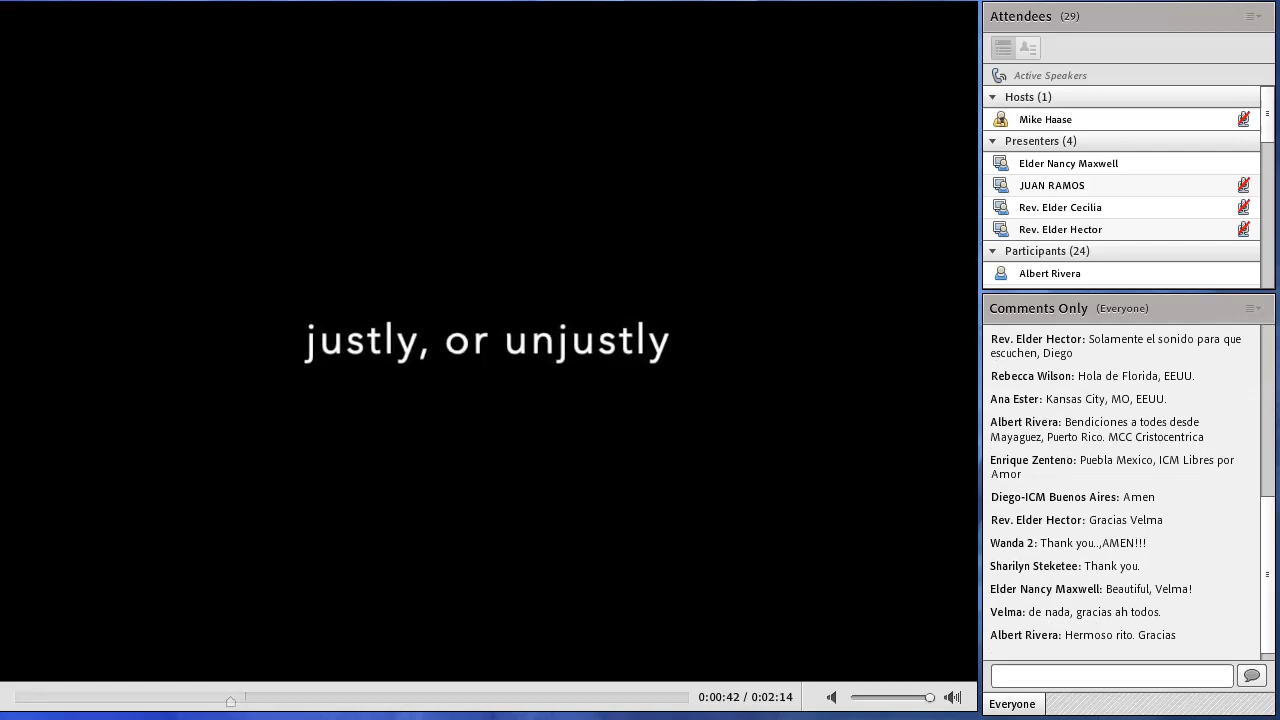 justly, or unjustly
0:00:42 / 0:02:14
Attendees (29)
Active Speakers
Hosts (1)
Mike Haase
Presenters (4)
Elder Nancy Maxwell
JUAN RAMOS
Rev. Elder Cecilia
Rev. Elder Hector
Participants (24)
Albert Rivera
Comments Only (Everyone)
Rev. Elder Hector: Solamente el sonido para que
escuchen, Diego
Rebecca Wilson: Hola de Florida, EEUU.
Ana Ester: Kansas City, MO, EEUU.
Albert Rivera: Bendiciones a todes desde
Mayaguez, Puerto Rico. MCC Cristocentrica
Enrique Zenteno: Puebla Mexico, ICM Libres por
Amor
Diego-ICM Buenos Aires: Amen
Rev. Elder Hector: Gracias Velma
Wanda 2: Thank you..,AMEN!!!
Sharilyn Steketee: Thank you.
Elder Nancy Maxwell: Beautiful, Velma!
Velma: de nada, gracias ah todos.
Albert Rivera: Hermoso rito. Gracias
Everyone